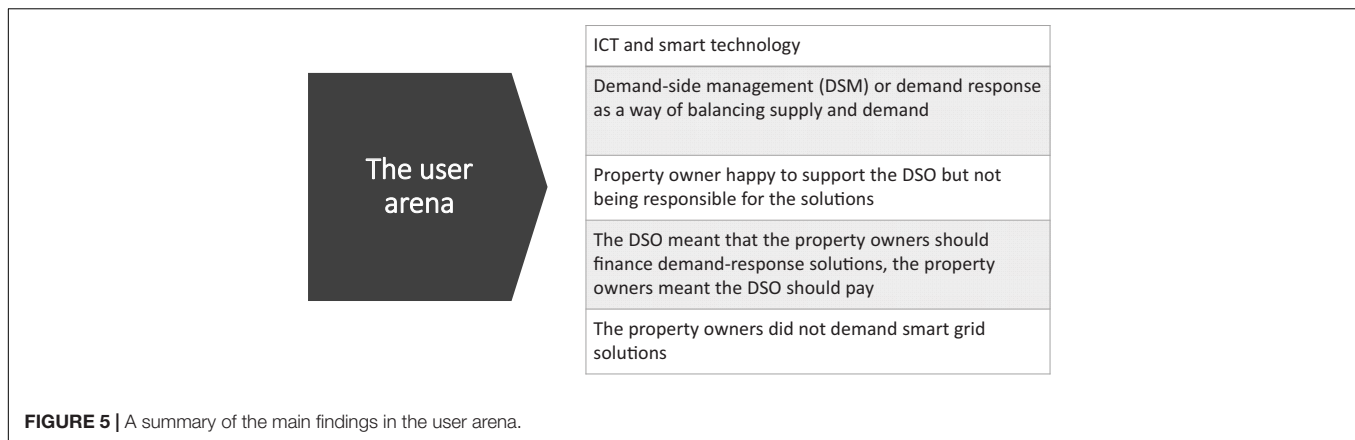 The user
arena
ICT and smart technology
Demand-side management (DSM) or demand response
as a way of balancing supply and demand
Property owner happy to support the DSO but not
being responsible for the solutions
The DSO meant that the property owners should
finance demand-response solutions, the property
owners meant the DSO should pay
The property owners did not demand smart grid
solutions
FIGURE 5 | A summary of the main findings in the user arena.